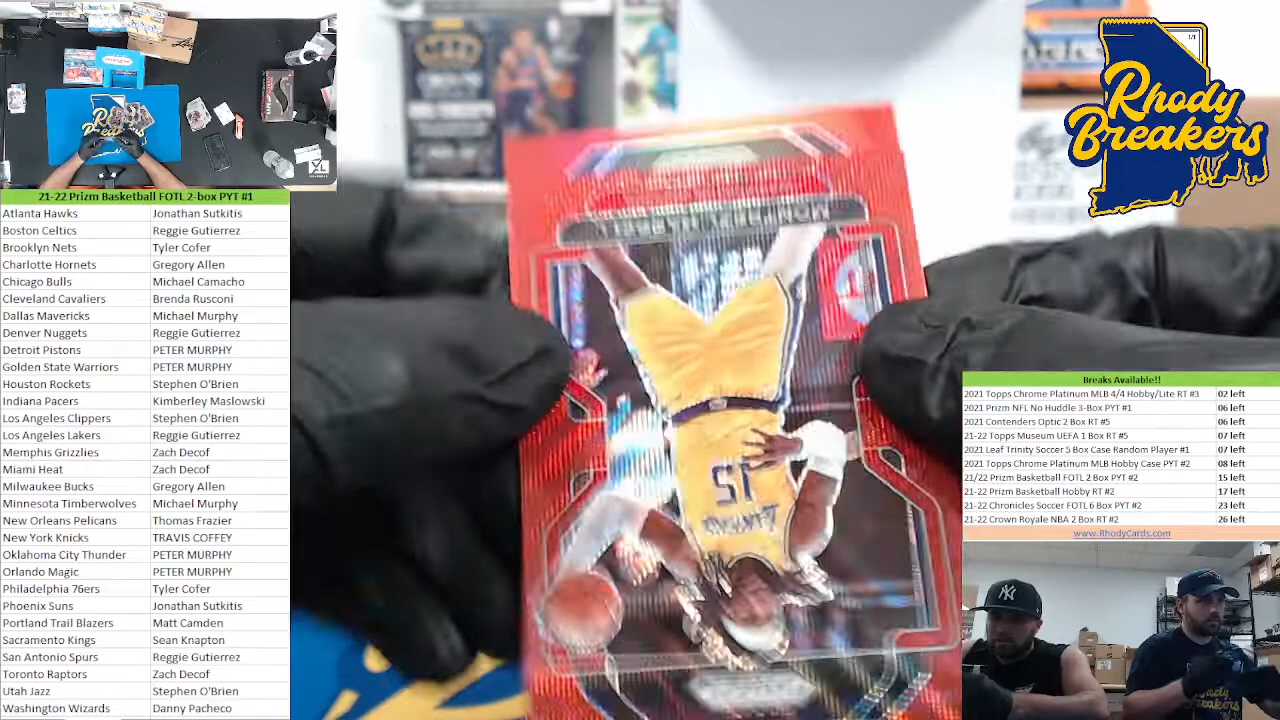 21-22 Prizm Basketball FOTL 2-box PYT #1
Atlanta Hawks Jonathan Sutkitis
Boston Celtics Reggie Gutierrez
Brooklyn Nets Tyler Cofer
Charlotte Hornets Gregory Allen
Chicago Bulls Michael Camacho
Cleveland Cavaliers Brenda Rusconi
Dallas Mavericks Michael Murphy
Denver Nuggets Reggie Gutierrez
Detroit Pistons PETER MURPHY
Golden State Warriors PETER MURPHY
Houston Rockets Stephen O'Brien
Indiana Pacers Kimberley Maslowski
Los Angeles Clippers Stephen O'Brien
Los Angeles Lakers Reggie Gutierrez
Memphis Grizzlies Zach Decof
Miami Heat Zach Decof
Milwaukee Bucks Gregory Allen
Minnesota Timberwolves Michael Murphy
New Orleans Pelicans Thomas Frazier
New York Knicks TRAVIS COFFEY
Oklahoma City Thunder PETER MURPHY
Orlando Magic PETER MURPHY
Philadelphia 76ers Tyler Cofer
Phoenix Suns Jonathan Sutkitis
Portland Trail Blazers Matt Camden
Sacramento Kings Sean Knapton
San Antonio Spurs Reggie Gutierrez
Toronto Raptors Zach Decof
Utah Jazz Stephen O'Brien
Washington Wizards Danny Pacheco
MONTREZL HARRELL
15
1/1
Rhody
Breakers
Breaks Available!!
2021 Topps Chrome Platinum MLB 4/4 Hobby/Lite RT #3 02 left
2021 Prizm NFL No Huddle 3-Box PYT #1 06 left
2021 Contenders Optic 2 Box RT #5 06 left
21-22 Topps Museum UEFA 1 Box RT #5 07 left
2021 Leaf Trinity Soccer 5 Box Case Random Player #1 07 left
2021 Topps Chrome Platinum MLB Hobby Case PYT #2 08 left
21/22 Prizm Basketball FOTL 2 Box PYT #2 15 left
21-22 Prizm Basketball Hobby RT #2 17 left
21-22 Chronicles Soccer FOTL 6 Box PYT #2 23 left
21-22 Crown Royale NBA 2 Box RT #2 26 left
www.RhodyCards.com
NY
Rhody
Breakers